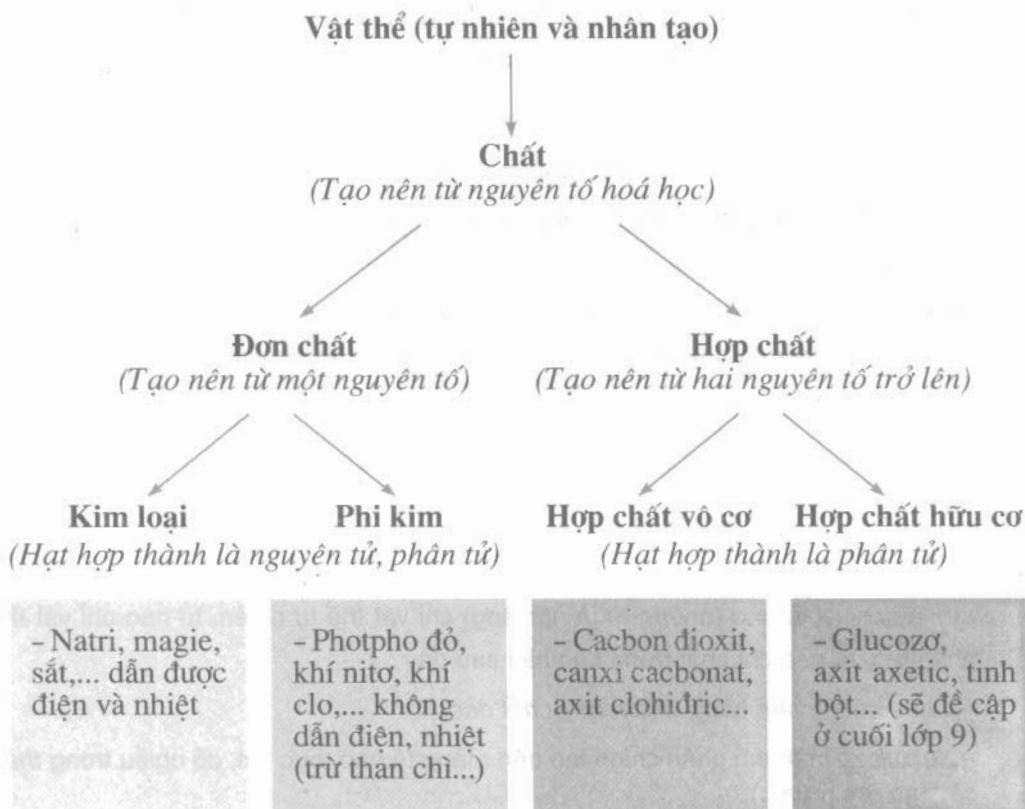 Vật thể (tự nhiên và nhân tạo)
Chất
(Tạo nên từ nguyên tố hoá học)
Đơn chất
(Tạo nên từ một nguyên tố)
Hợp chất
(Tạo nên từ hai nguyên tố trở lên)
Kim loại
Phi kim
(Hạt hợp thành là nguyên tử, phân tử)
Hợp chất vô cơ
Hợp chất hữu cơ
(Hạt hợp thành là phân tử)
– Natri, magie,
sắt,... dẫn được
điện và nhiệt
– Photpho đỏ,
khí nitơ, khí
clo,... không
dẫn điện, nhiệt
(trừ than chì...)
– Cacbon đioxit,
canxi cacbonat,
axit clohiđric...
– Glucozơ,
axit axetic, tinh
bột... (sẽ đề cập
ở cuối lớp 9)